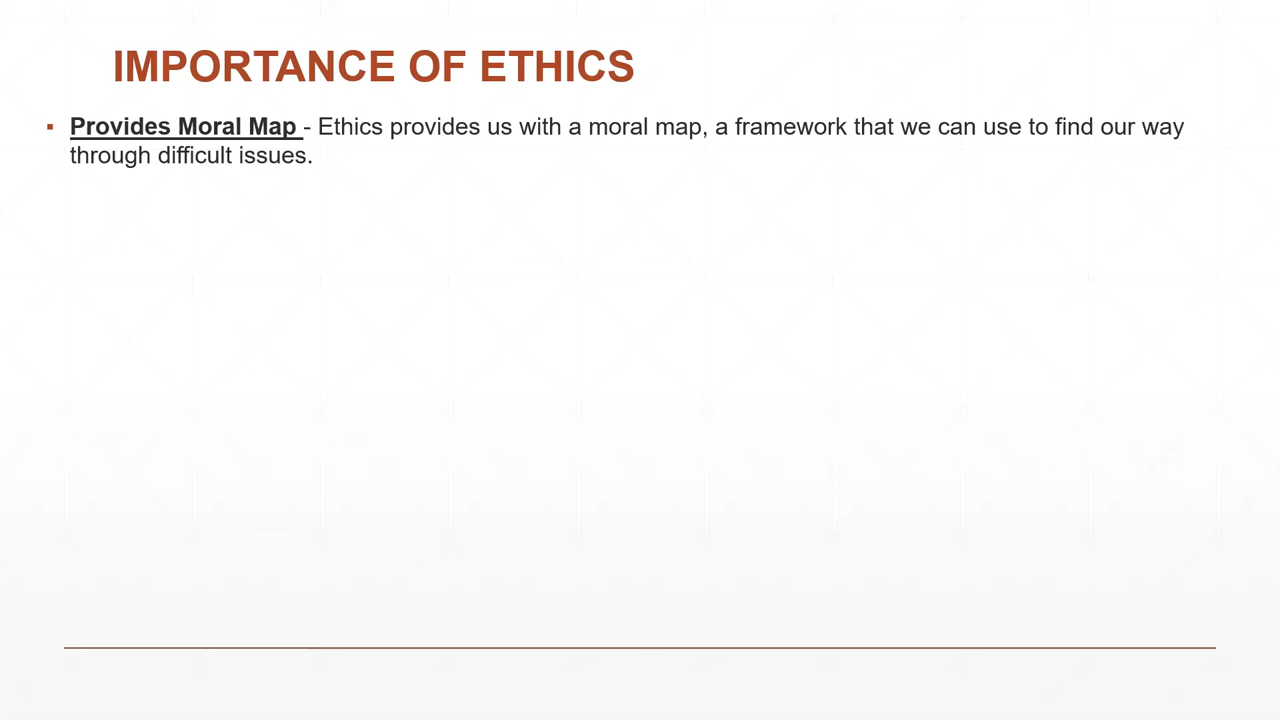 IMPORTANCE OF ETHICS
▪ Provides Moral Map - Ethics provides us with a moral map, a framework that we can use to find our way
through difficult issues.